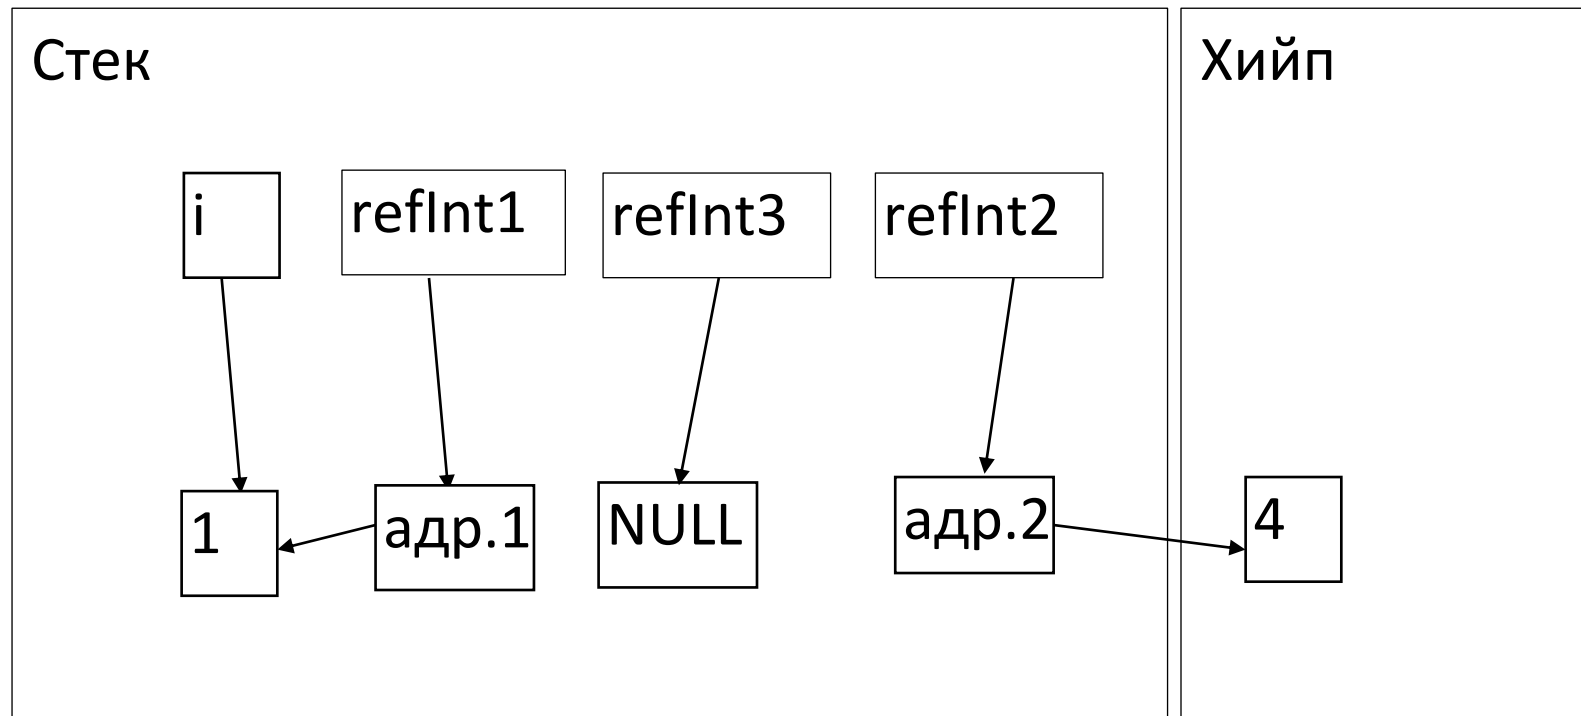 Стек
Хийп
i
refInt1
refInt3
refInt2
1
адр.1
NULL
адр.2
4